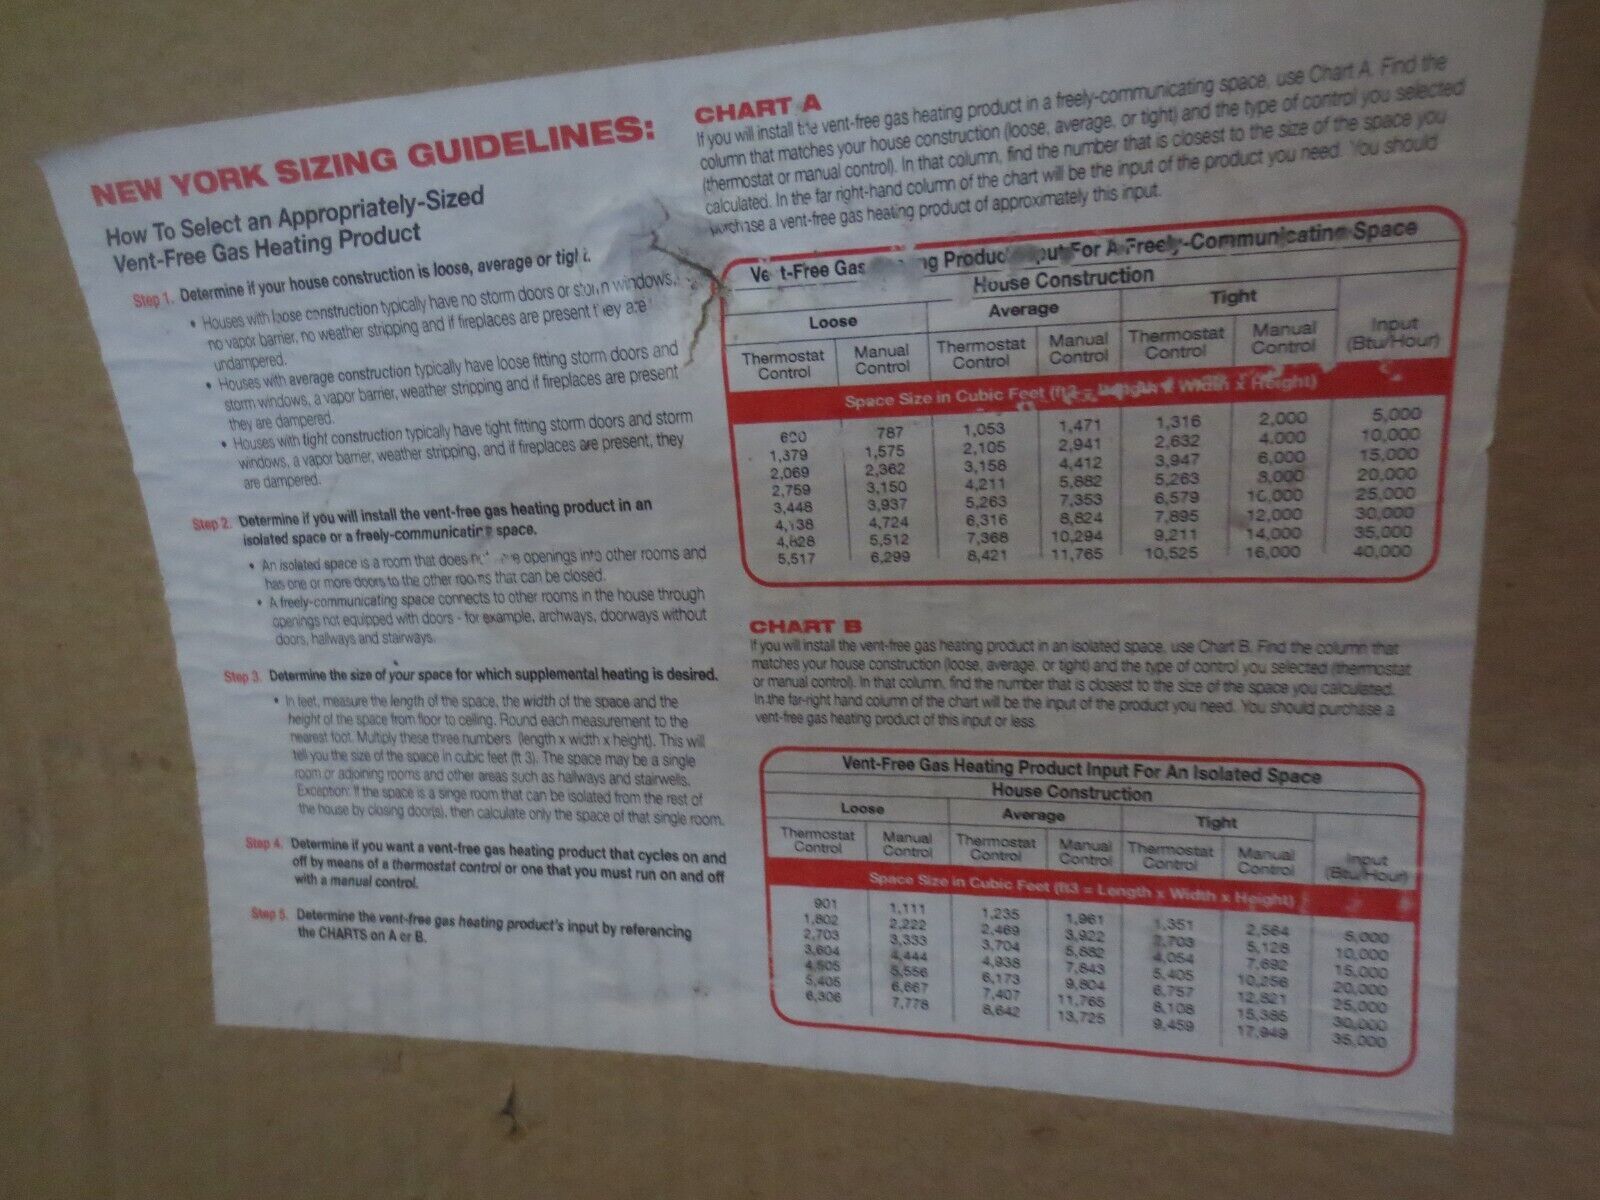 NEW YORK SIZING GUIDELINES:
How To Select an Appropriately-Sized
Vent-Free Gas Heating Product
Step 1. Determine if your house construction is loose, average or
• Houses with loose construction typically have no storm doors or windows,
no vapor barrier, no weather stripping and if fireplaces are present
undampered.
• Houses with average construction typically have loose fitting storm doors and
storm windows, a vapor barrier, weather stripping and if fireplaces are present
they are dampered.
• Houses with tight construction typically have tight fitting storm doors and storm
windows, a vapor barrier, weather stripping, and if fireplaces are present, they
are dampered.
Step 2. Determine if you will install the vent-free gas heating product in an
isolated space or a freely-communicating space.
• An isolated space is a room that does openings into other rooms and
has one or more doors to the other rooms that can be closed.
• A freely-communicating space connects to other rooms in the house through
openings not equipped with doors - for example, archways, doorways without
doors, hallways and stairways.
Step 3. Determine the size of your space for which supplemental heating is desired.
• In feet, measure the length of the space, the width of the space and the
height of the space from floor to ceiling. Round each measurement to the
nearest foot. Multiply these three numbers (length x width x height). This will
tell you the size of the space in cubic feet (ft 3). The space may be a single
room or adjoining rooms and other areas such as hallways and stairwells.
Exception: If the space is a singe room that can be isolated from the rest of
the house by closing door(s), then calculate only the space of that single room.
Step 4. Determine if you want a vent-free gas heating product that cycles on and
off by means of a thermostat control or one that you must run on and off
with a manual control.
Step 5. Determine the vent-free gas heating product's input by referencing
the CHARTS on A or B.
CHART A
If you will install the vent-free gas heating product in a freely-communicating space, use Chart A. Find the
column that matches your house construction (loose, average, or tight) and the type of control you selected
(thermostat or manual control). In that column, find the number that is closest to the size of the space you
calculated. In the far right-hand column of the chart will be the input of the product you need. You should
purchase a vent-free gas heating product of approximately this input.
Vent-Free Gas Product For A Freely-Communicating Space
House Construction
Loose Average Tight
Thermostat Control Manual Control Thermostat Control Manual Control Thermostat Control Manual Control Input (Btu/Hour)
Space Size in Cubic Feet (ft3 = Length x Width x Height)
787 1,053 1,471 1,316 2,000 5,000
1,379 1,575 2,105 2,941 2,632 4,000 10,000
2,069 2,362 3,158 4,412 3,947 6,000 15,000
2,759 3,150 4,211 5,882 5,263 8,000 20,000
3,448 3,937 5,263 7,353 6,579 10,000 25,000
4,138 4,724 6,316 8,824 7,895 12,000 30,000
4,828 5,512 7,368 10,294 9,211 14,000 35,000
5,517 6,299 8,421 11,765 10,525 16,000 40,000
CHART B
If you will install the vent-free gas heating product in an isolated space, use Chart B. Find the column that
matches your house construction (loose, average, or tight) and the type of control you selected (thermostat
or manual control). In that column, find the number that is closest to the size of the space you calculated.
In the far-right hand column of the chart will be the input of the product you need. You should purchase a
vent-free gas heating product of this input or less.
Vent-Free Gas Heating Product Input For An Isolated Space
House Construction
Loose Average Tight
Thermostat Control Manual Control Thermostat Control Manual Control Thermostat Control Manual Control Input (Btu/Hour)
Space Size in Cubic Feet (ft3 = Length x Width x Height)
901 1,111 1,235 1,961 1,351 2,564 5,000
1,802 2,222 2,469 3,922 2,703 5,128 10,000
2,703 3,333 3,704 5,882 4,054 7,692 15,000
3,604 4,444 4,938 7,843 5,405 10,256 20,000
4,505 5,556 6,173 9,804 6,757 12,821 25,000
5,405 6,667 7,407 11,765 8,108 15,385 30,000
6,306 7,778 8,642 13,725 9,459 17,949 35,000